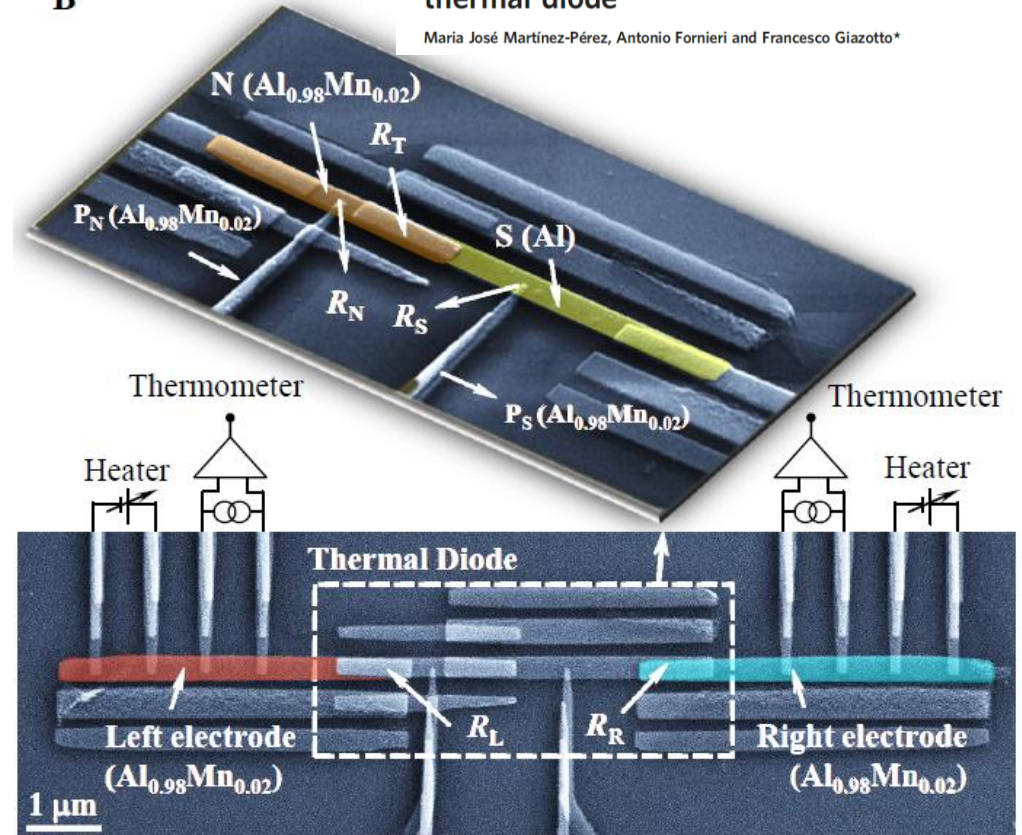 B
thermal diode
Maria José Martínez-Pérez, Antonio Fornieri and Francesco Giazotto*
N (Al0.98Mn0.02)
RT
PN (Al0.98Mn0.02)
S (Al)
RN
RS
PS (Al0.98Mn0.02)
Thermometer
Thermometer
Heater
Heater
Thermal Diode
RL
RR
Left electrode
(Al0.98Mn0.02)
Right electrode
(Al0.98Mn0.02)
1 μm